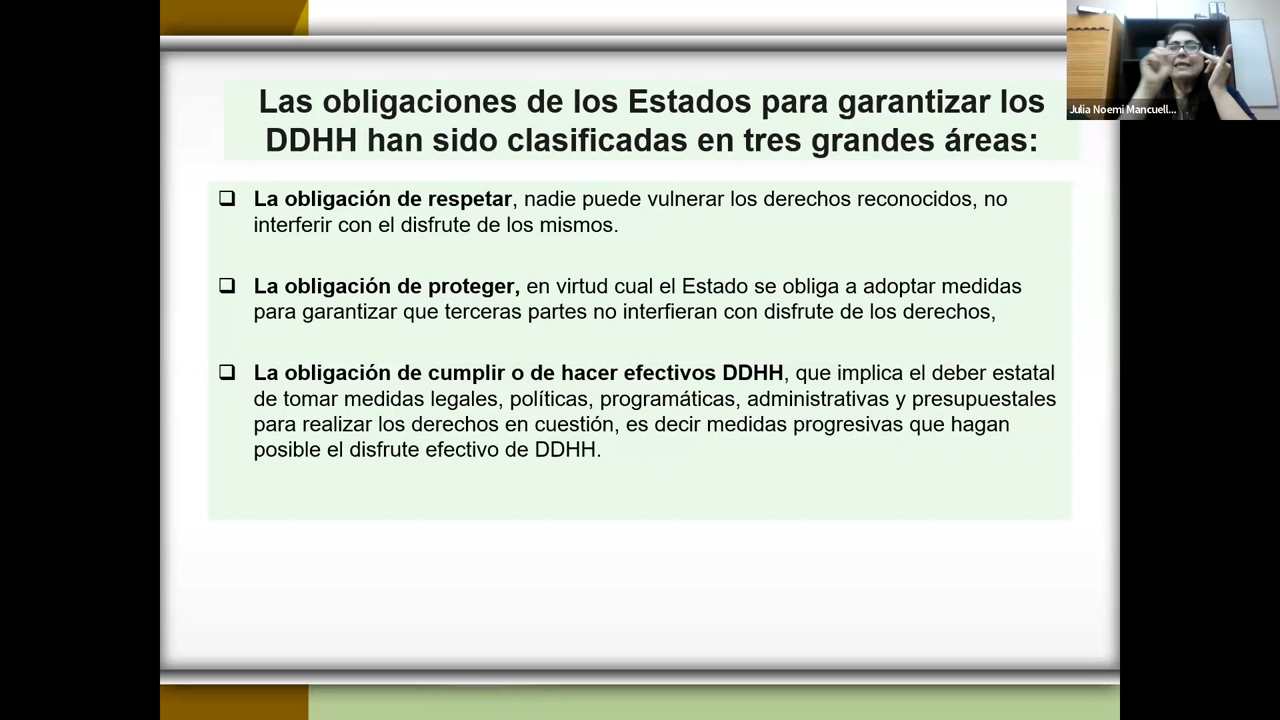 Las obligaciones de los Estados para garantizar los
DDHH han sido clasificadas en tres grandes áreas:
La obligación de respetar, nadie puede vulnerar los derechos reconocidos, no
interferir con el disfrute de los mismos.
La obligación de proteger, en virtud cual el Estado se obliga a adoptar medidas
para garantizar que terceras partes no interfieran con disfrute de los derechos,
La obligación de cumplir o de hacer efectivos DDHH, que implica el deber estatal
de tomar medidas legales, políticas, programáticas, administrativas y presupuestales
para realizar los derechos en cuestión, es decir medidas progresivas que hagan
posible el disfrute efectivo de DDHH.
Julia Noemi Mancuell...